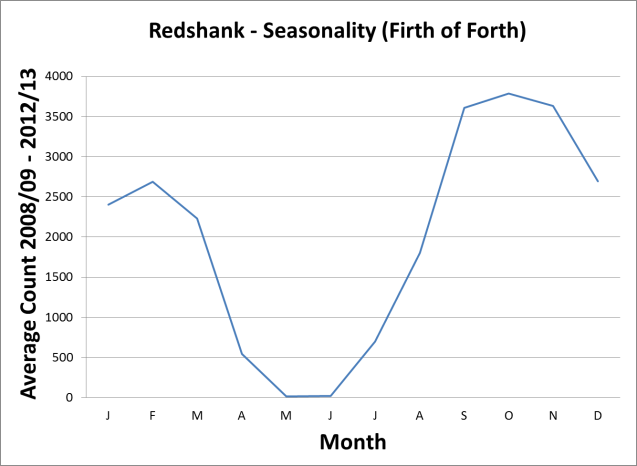 Redshank - Seasonality (Firth of Forth)
Average Count 2008/09 - 2012/13
4000
3500
3000
2500
2000
1500
1000
500
0
J F M A M J J A S O N D
Month